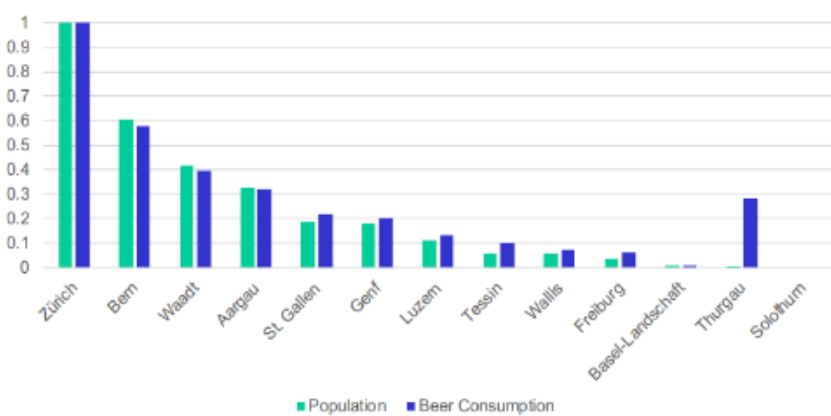 1
0.9
0.8
0.7
0.6
0.5
0.4
0.3
0.2
0.1
0
Zürich
Bern
Waadt
Aargau
St. Gallen
Genf
Luzern
Tessin
Wallis
Freiburg
Basel-Landschaft
Thurgau
Solothurn
Population Beer Consumption